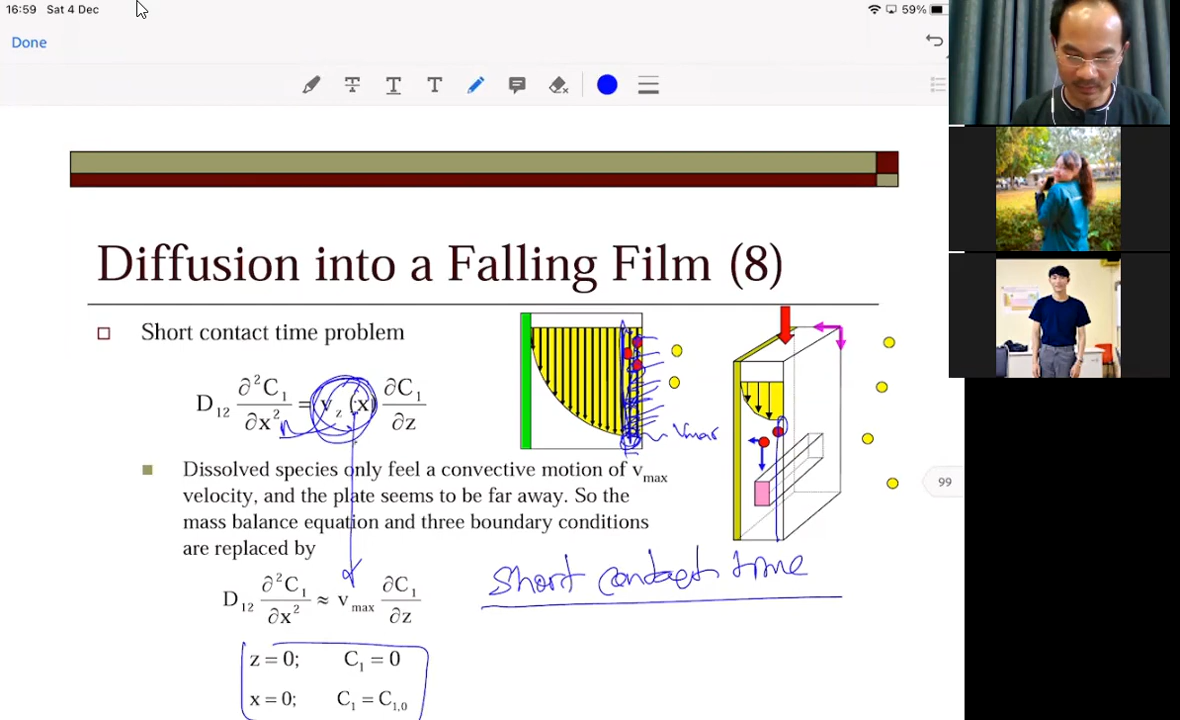 16:59 Sat 4 Dec
59%
Done
Diffusion into a Falling Film (8)
Short contact time problem
D₁₂ ∂²C₁/∂x² = v_z (x) ∂C₁/∂z
vmax
Dissolved species only feel a convective motion of v_max
velocity, and the plate seems to be far away. So the
mass balance equation and three boundary conditions
are replaced by
99
short contact time
D₁₂ ∂²C₁/∂x² ≈ v_max ∂C₁/∂z
z = 0; C₁ = 0
x = 0; C₁ = C₁,₀